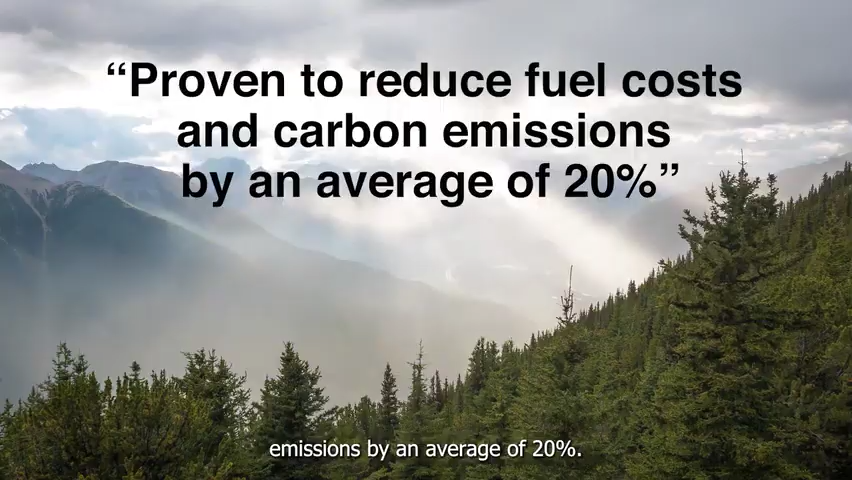 “Proven to reduce fuel costs
and carbon emissions
by an average of 20%”
emissions by an average of 20%.